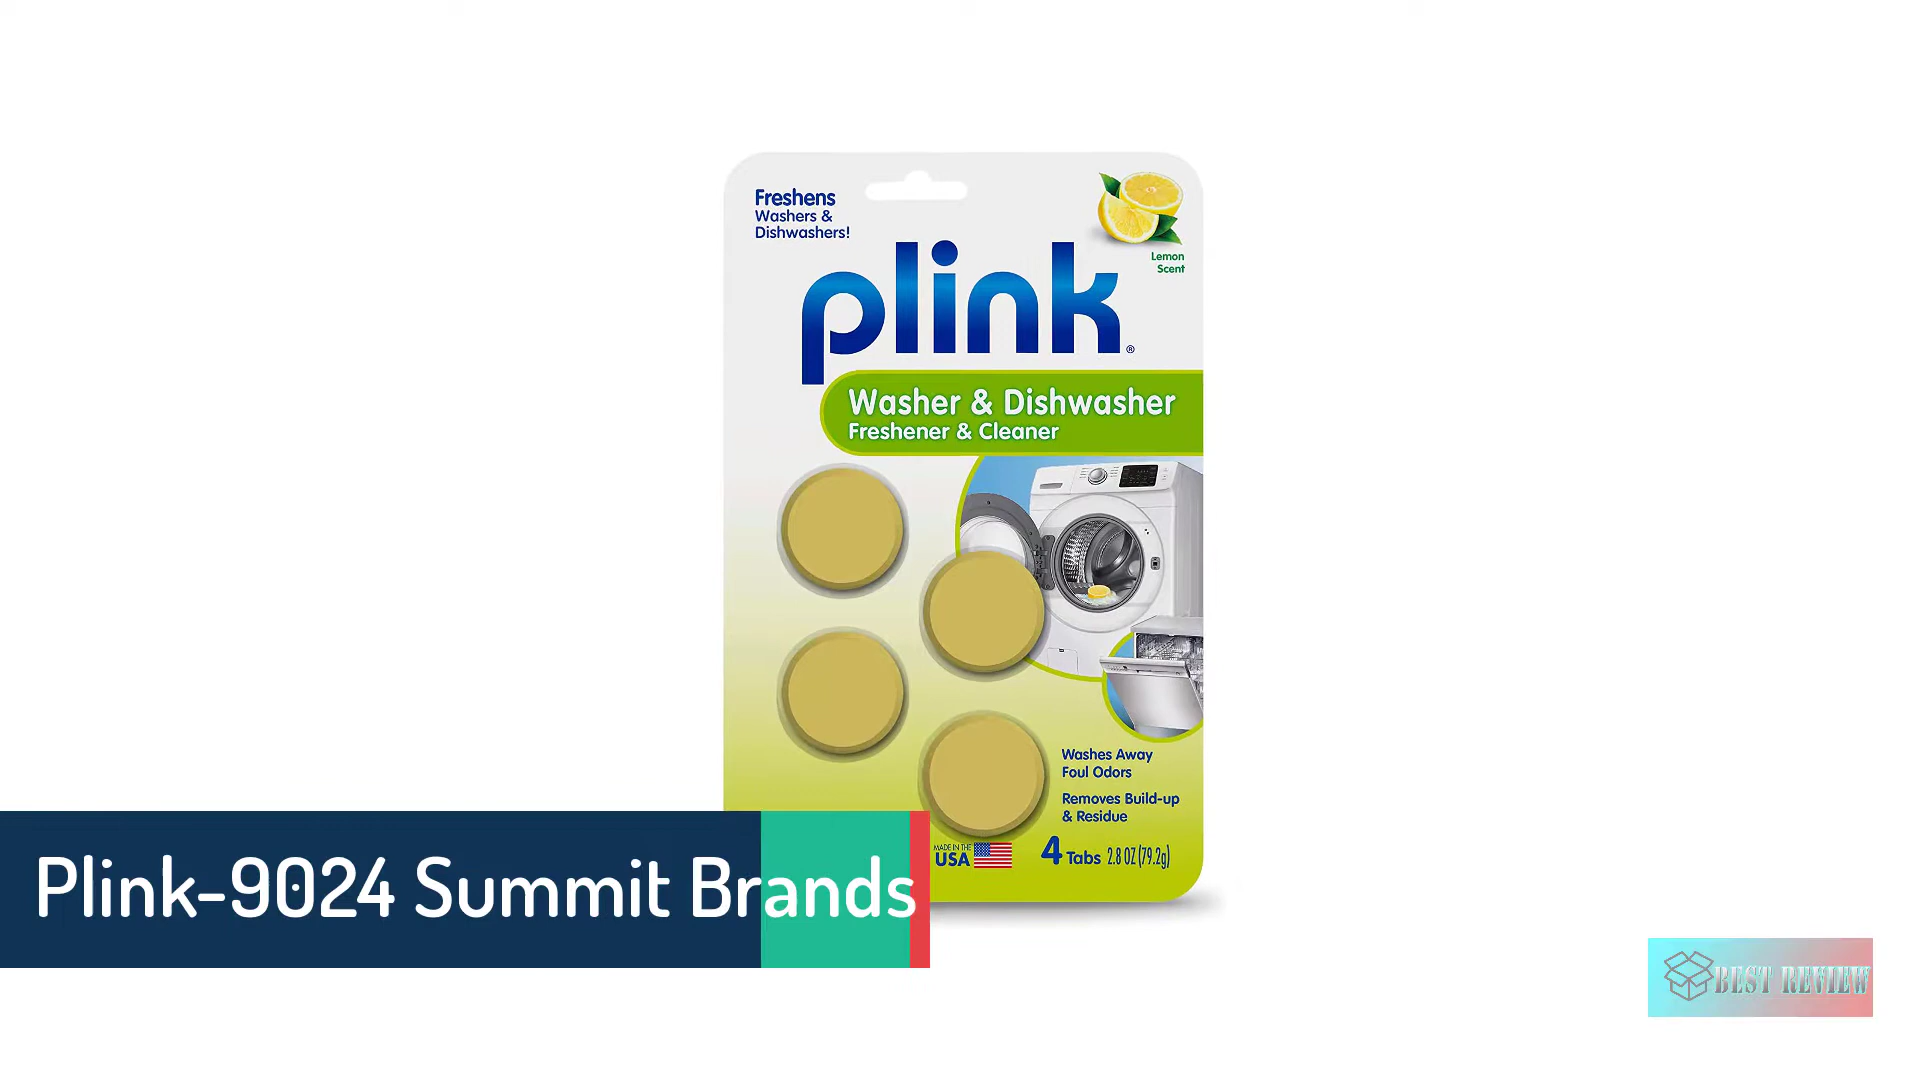 Freshens
Washers &
Dishwashers!
Lemon
Scent
plink®
Washer & Dishwasher
Freshener & Cleaner
Washes Away
Foul Odors
Removes Build-up
& Residue
MADE IN THE
USA
4 Tabs 2.8 OZ (79.2g)
Plink-9024 Summit Brands
BEST REVIEW